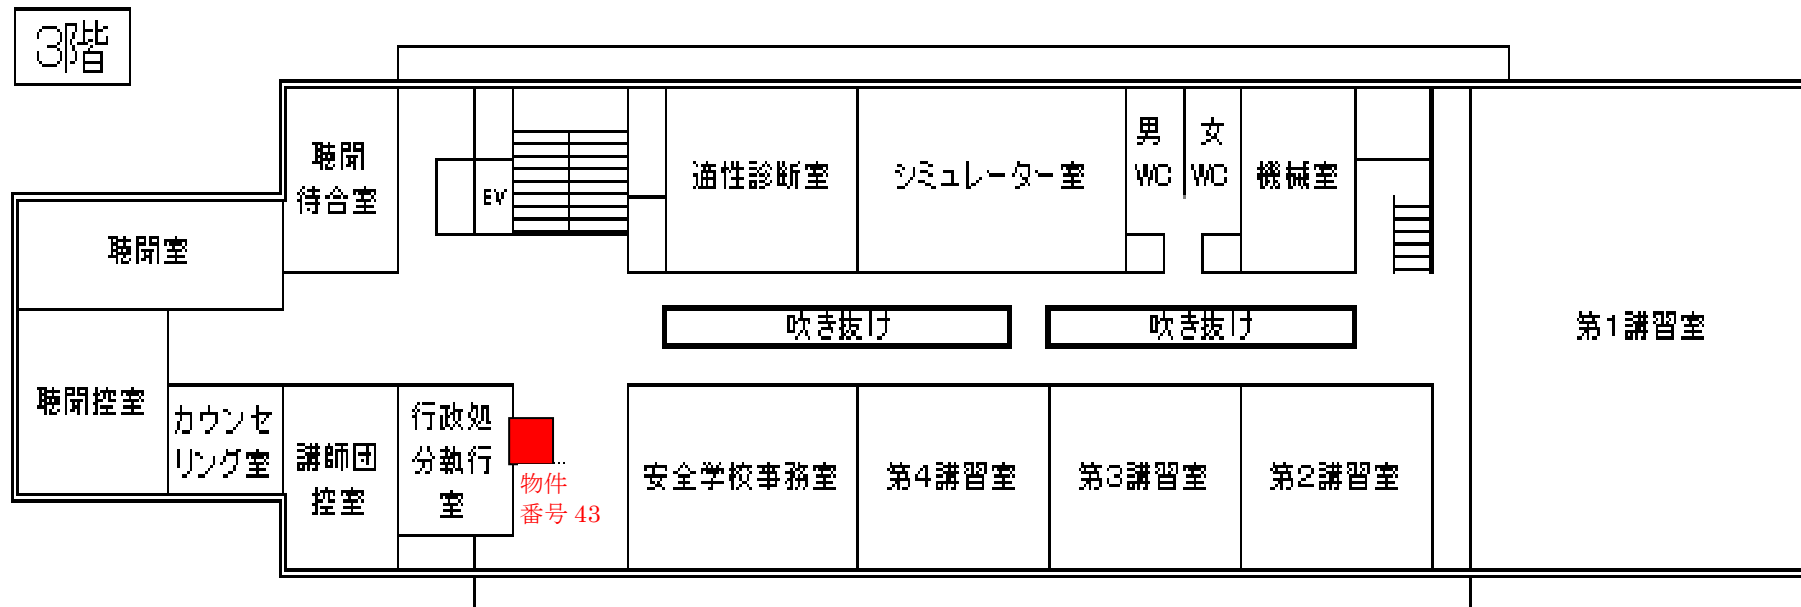 3階
聴聞
待合室
EV
適性診断室
シミュレーター室
男
WC
女
WC
機械室
聴聞室
吹き抜け
吹き抜け
第1講習室
聴聞控室
カウンセ
リング室
講師団
控室
行政処
分執行
室
物件
番号 43
安全学校事務室
第4講習室
第3講習室
第2講習室